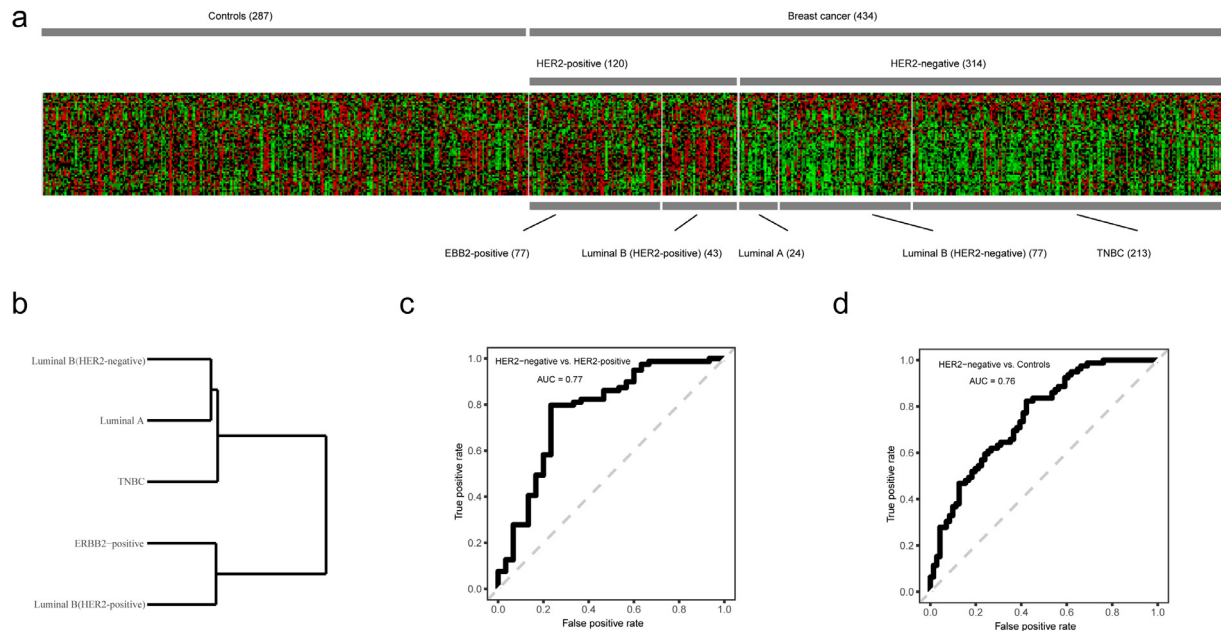 a
Controls (287)
Breast cancer (434)
HER2-positive (120)
HER2-negative (314)
EBB2-positive (77)
Luminal B (HER2-positive) (43)
Luminal A (24)
Luminal B (HER2-negative) (77)
TNBC (213)
b
Luminal B(HER2-negative)
Luminal A
TNBC
ERBB2-positive
Luminal B(HER2-positive)
c
HER2-negative vs. HER2-positive
AUC = 0.77
True positive rate
1.0
0.8
0.6
0.4
0.2
0.0
0.0 0.2 0.4 0.6 0.8 1.0
False positive rate
d
HER2-negative vs. Controls
AUC = 0.76
True positive rate
1.0
0.8
0.6
0.4
0.2
0.0
0.0 0.2 0.4 0.6 0.8 1.0
False positive rate